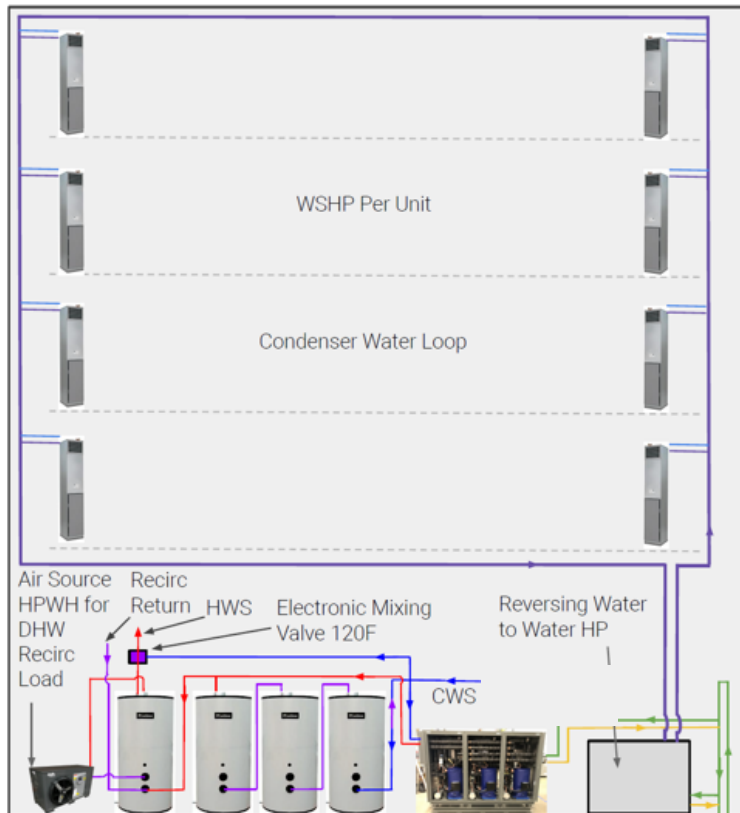 WSHP Per Unit
Condenser Water Loop
Air Source
HPWH for
DHW
Recirc
Load
Recirc
Return
HWS
Electronic Mixing
Valve 120F
Reversing Water
to Water HP
CWS